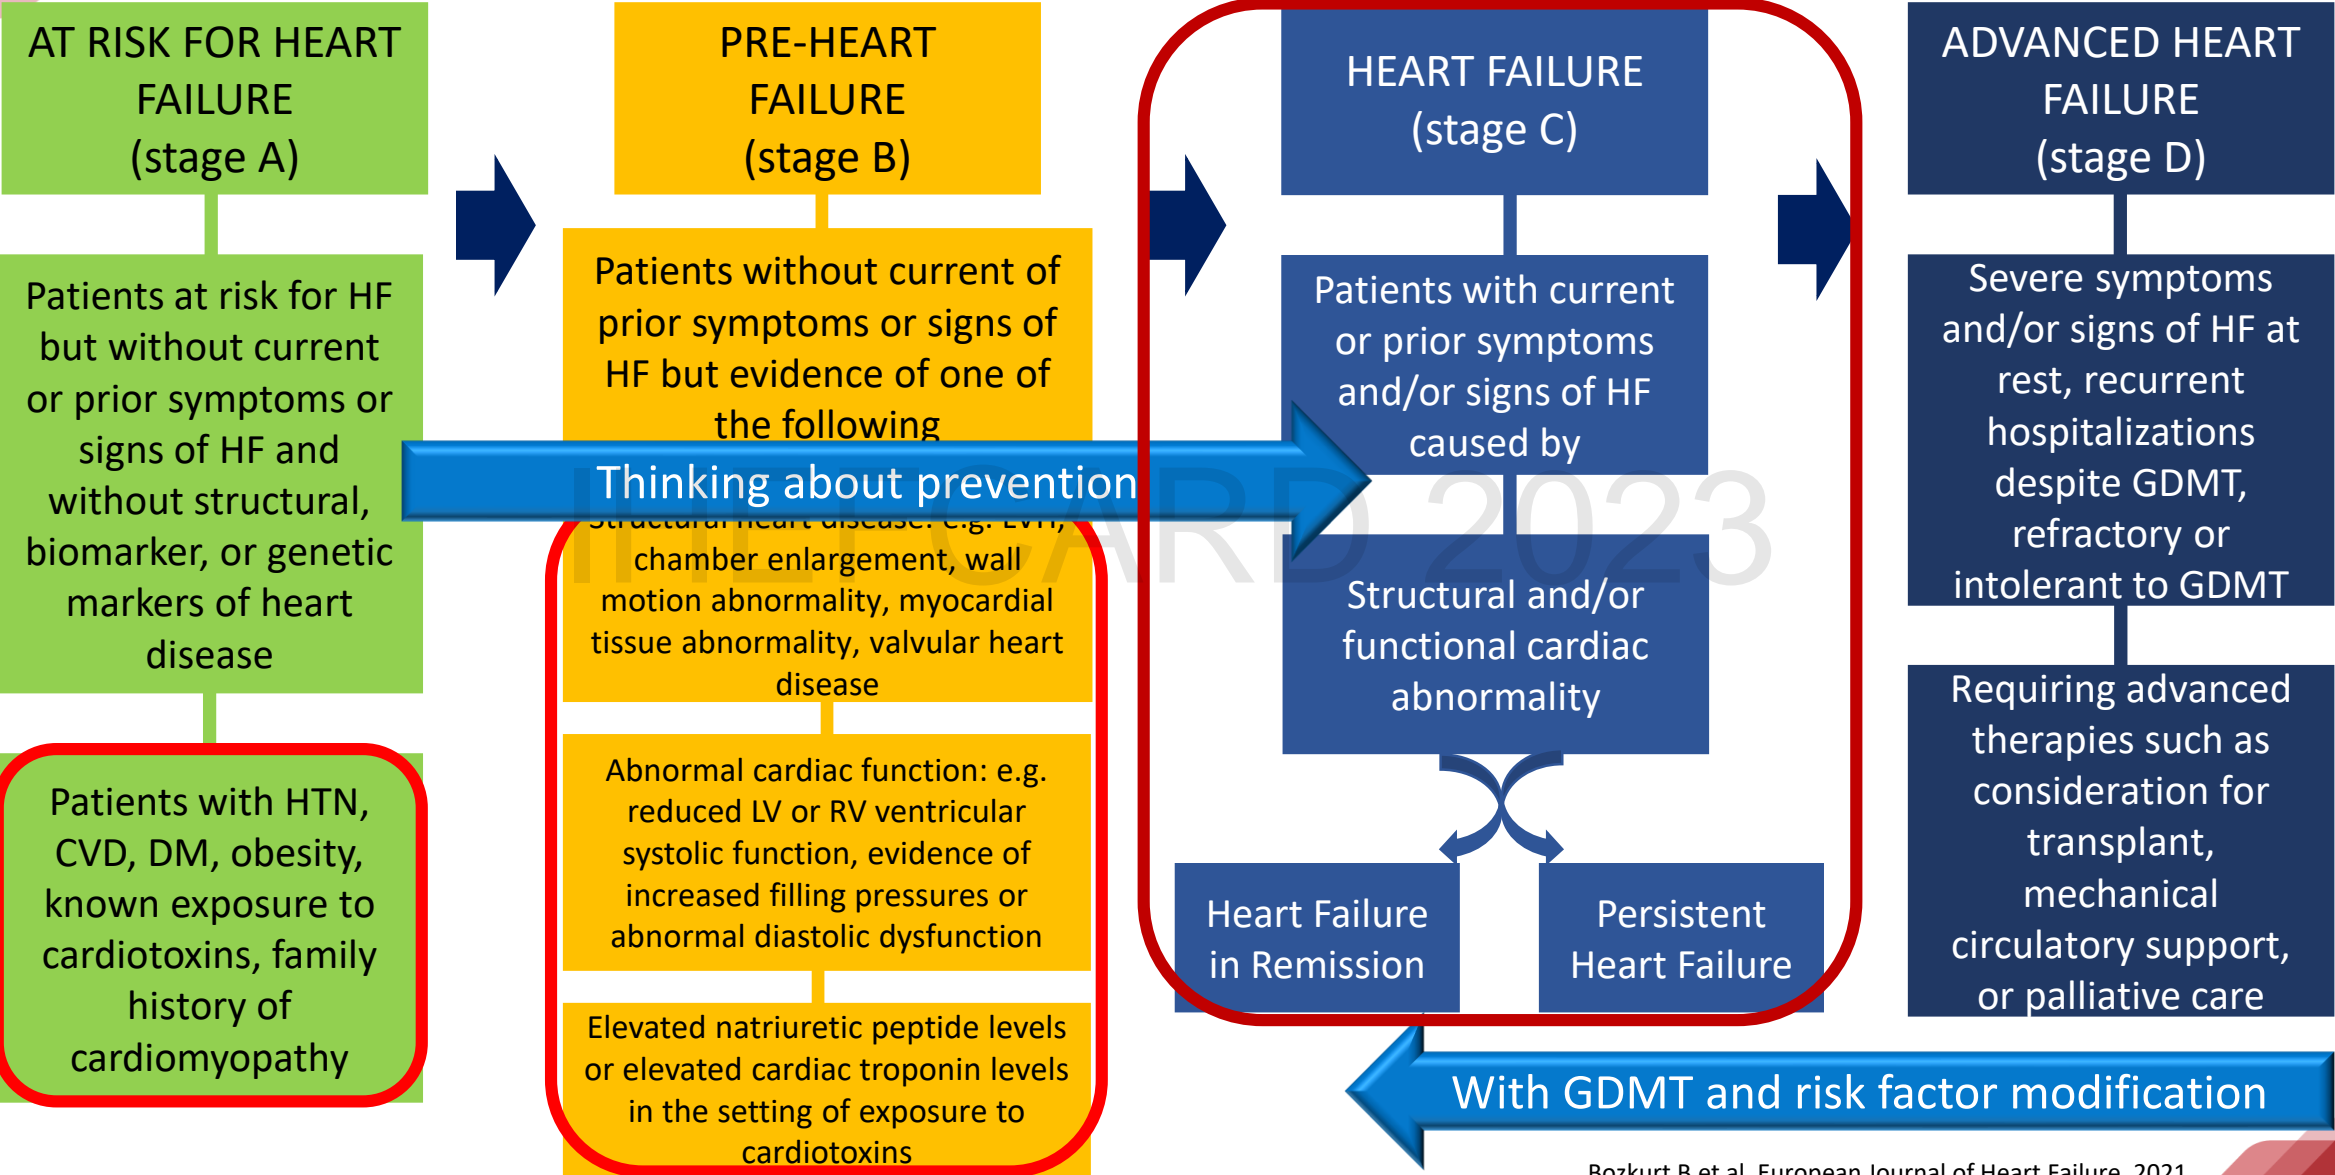 AT RISK FOR HEART
FAILURE
(stage A)
Patients at risk for HF
but without current
or prior symptoms or
signs of HF and
without structural,
biomarker, or genetic
markers of heart
disease
Patients with HTN,
CVD, DM, obesity,
known exposure to
cardiotoxins, family
history of
cardiomyopathy
PRE-HEART
FAILURE
(stage B)
Patients without current of
prior symptoms or signs of
HF but evidence of one of
the following
Thinking about prevention
Structural heart disease: e.g. LVH,
chamber enlargement, wall
motion abnormality, myocardial
tissue abnormality, valvular heart
disease
Abnormal cardiac function: e.g.
reduced LV or RV ventricular
systolic function, evidence of
increased filling pressures or
abnormal diastolic dysfunction
Elevated natriuretic peptide levels
or elevated cardiac troponin levels
in the setting of exposure to
cardiotoxins
HEART FAILURE
(stage C)
Patients with current
or prior symptoms
and/or signs of HF
caused by
Structural and/or
functional cardiac
abnormality
Heart Failure
in Remission
Persistent
Heart Failure
ADVANCED HEART
FAILURE
(stage D)
Severe symptoms
and/or signs of HF at
rest, recurrent
hospitalizations
despite GDMT,
refractory or
intolerant to GDMT
Requiring advanced
therapies such as
consideration for
transplant,
mechanical
circulatory support,
or palliative care
With GDMT and risk factor modification
IHEFCARD 2023
Bozkurt B et al. European Journal of Heart Failure. 2021